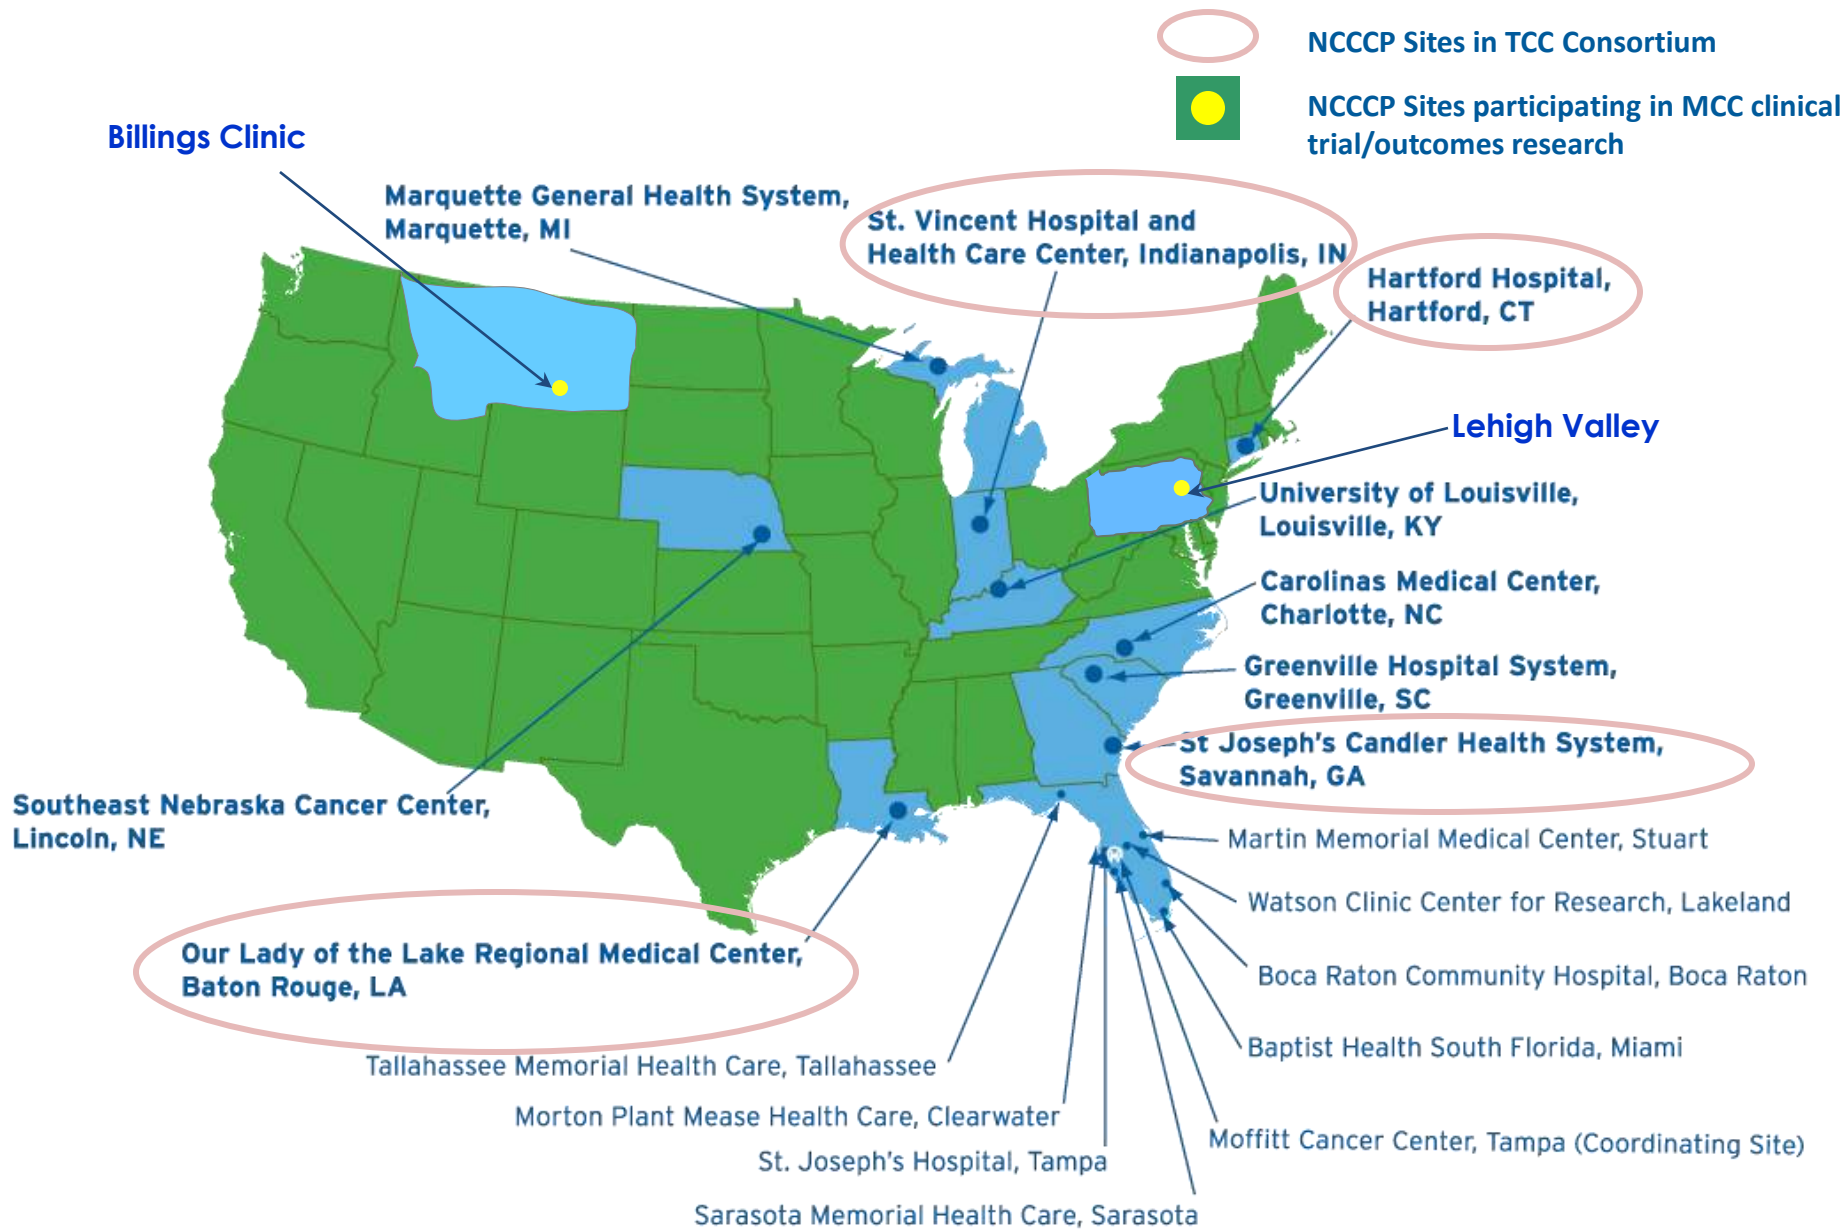 NCCCP Sites in TCC Consortium
NCCCP Sites participating in MCC clinical
trial/outcomes research
Billings Clinic
Marquette General Health System,
Marquette, MI
St. Vincent Hospital and
Health Care Center, Indianapolis, IN
Hartford Hospital,
Hartford, CT
Lehigh Valley
University of Louisville,
Louisville, KY
Carolinas Medical Center,
Charlotte, NC
Greenville Hospital System,
Greenville, SC
St Joseph's Candler Health System,
Savannah, GA
Southeast Nebraska Cancer Center,
Lincoln, NE
Martin Memorial Medical Center, Stuart
Watson Clinic Center for Research, Lakeland
Our Lady of the Lake Regional Medical Center,
Baton Rouge, LA
Boca Raton Community Hospital, Boca Raton
Baptist Health South Florida, Miami
Tallahassee Memorial Health Care, Tallahassee
Morton Plant Mease Health Care, Clearwater
Moffitt Cancer Center, Tampa (Coordinating Site)
St. Joseph's Hospital, Tampa
Sarasota Memorial Health Care, Sarasota